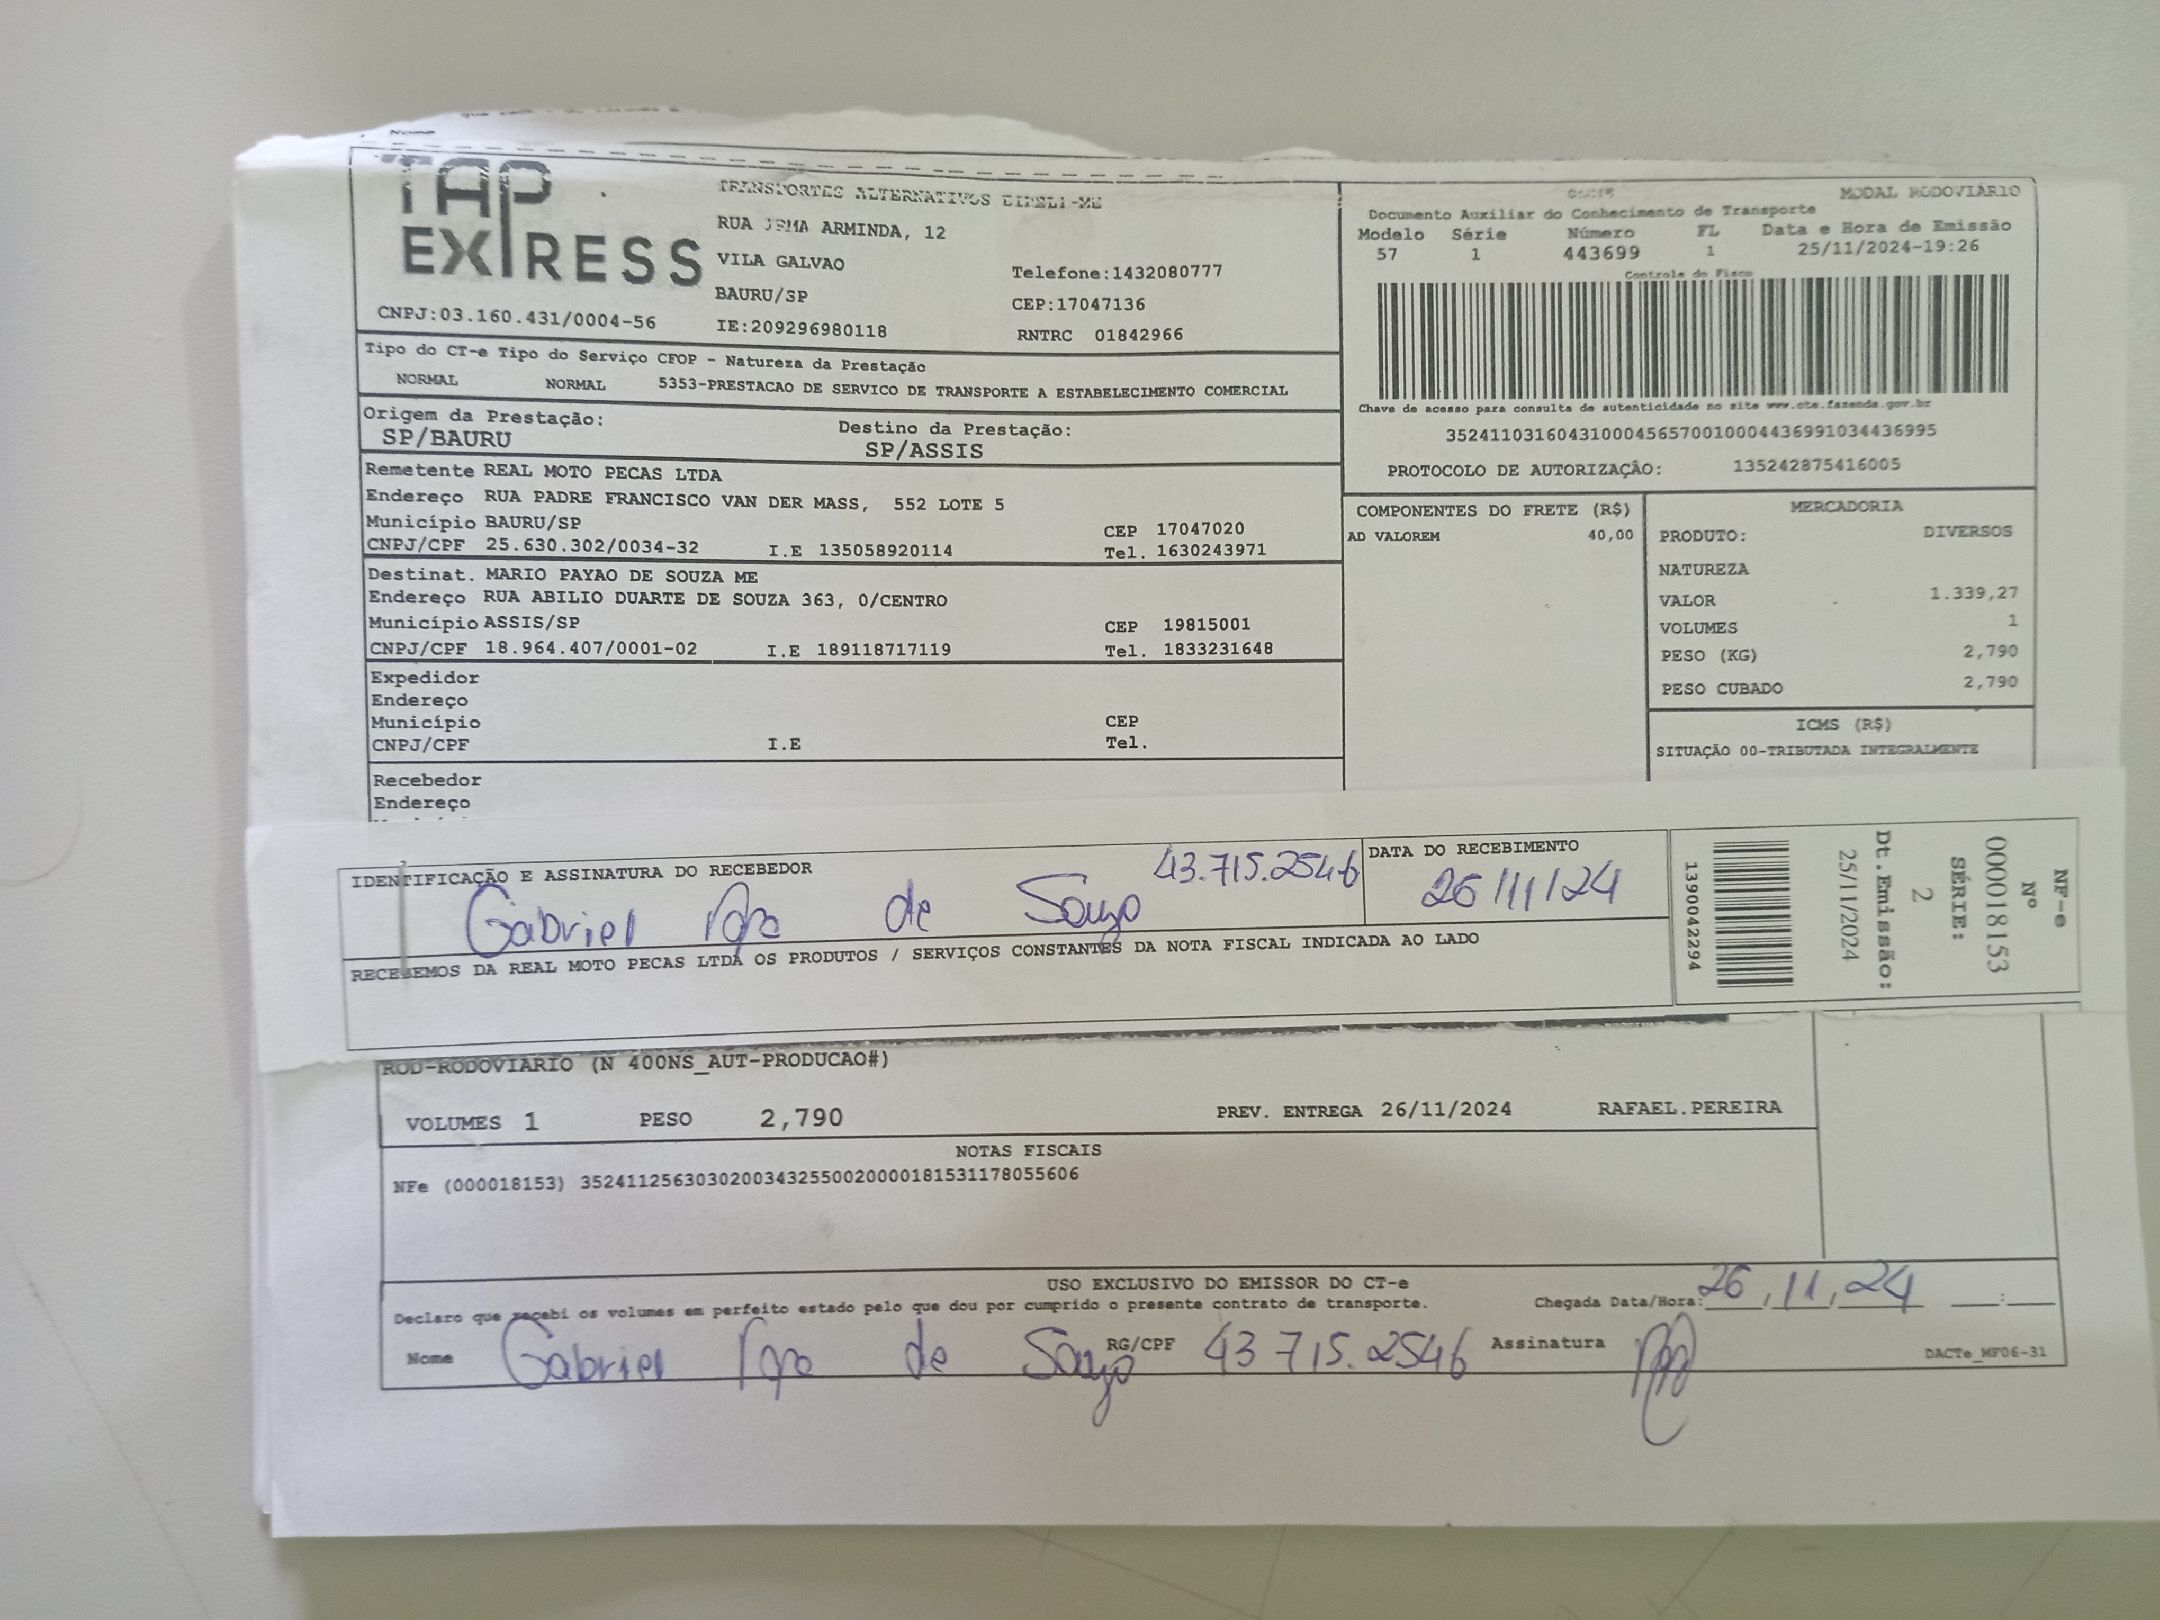 TAP
EXPRESS
CNPJ:03.160.431/0004-56
TRANSPORTES ALTERNATIVOS EIRELI-ME
RUA IRMA ARMINDA, 12
VILA GALVAO
BAURU/SP
IE:209296980118
Telefone:1432080777
CEP:17047136
RNTRC 01842966
MODAL RODOVIÁRIO
Documento Auxiliar do Conhecimento de Transporte
Modelo Série Número FL Data e Hora de Emissão
57 1 443699 1 25/11/2024-19:26
Controle do Fisco
Chave de acesso para consulta de autenticidade no site www.cte.fazenda.gov.br
35241103160431000456570010004436991034436995
PROTOCOLO DE AUTORIZAÇÃO: 135242875416005
Tipo do CT-e Tipo do Serviço CFOP - Natureza da Prestação
NORMAL NORMAL 5353-PRESTACAO DE SERVICO DE TRANSPORTE A ESTABELECIMENTO COMERCIAL
Origem da Prestação: Destino da Prestação:
SP/BAURU SP/ASSIS
Remetente REAL MOTO PECAS LTDA
Endereço RUA PADRE FRANCISCO VAN DER MASS, 552 LOTE 5
Município BAURU/SP CEP 17047020
CNPJ/CPF 25.630.302/0034-32 I.E 135058920114 Tel. 1630243971
Destinat. MARIO PAYAO DE SOUZA ME
Endereço RUA ABILIO DUARTE DE SOUZA 363, 0/CENTRO
Município ASSIS/SP CEP 19815001
CNPJ/CPF 18.964.407/0001-02 I.E 189118717119 Tel. 1833231648
Expedidor
Endereço
Município CEP
CNPJ/CPF I.E Tel.
Recebedor
Endereço
COMPONENTES DO FRETE (R$)
AD VALOREM 40,00
MERCADORIA
PRODUTO: DIVERSOS
NATUREZA
VALOR 1.339,27
VOLUMES 1
PESO (KG) 2,790
PESO CUBADO 2,790
ICMS (R$)
SITUAÇÃO 00-TRIBUTADA INTEGRALMENTE
IDENTIFICAÇÃO E ASSINATURA DO RECEBEDOR 43.715.2546
Gabriel de Souza
DATA DO RECEBIMENTO
26/11/24
RECEBEMOS DA REAL MOTO PECAS LTDA OS PRODUTOS / SERVIÇOS CONSTANTES DA NOTA FISCAL INDICADA AO LADO
NF-e
Nº
000018153
SÉRIE:
2
Dt.Emissão:
25/11/2024
1390042294
ROD-RODOVIARIO (N 400NS_AUT-PRODUCAO#)
VOLUMES 1 PESO 2,790 PREV. ENTREGA 26/11/2024 RAFAEL.PEREIRA
NOTAS FISCAIS
NFe (000018153) 35241125630302003432550020000181531178055606
USO EXCLUSIVO DO EMISSOR DO CT-e
Declaro que recebi os volumes em perfeito estado pelo que dou por cumprido o presente contrato de transporte. Chegada Data/Hora: 26/11/24
Nome Gabriel de Souza RG/CPF 43 715.2546 Assinatura
DACTe_MF06-31